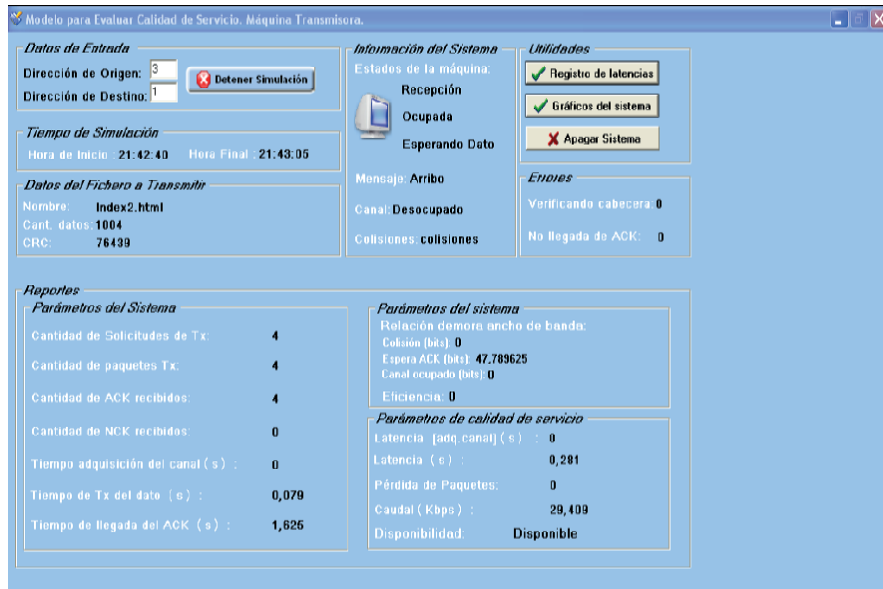 Modelo para Evaluar Calidad de Servicio. Máquina Transmisora.
Datos de Entrada
Dirección de Origen: 3
Dirección de Destino: 1
Detener Simulación
Tiempo de Simulación
Hora de Inicio : 21:42:40 Hora Final : 21:43:05
Datos del Fichero a Transmitir
Nombre: Index2.html
Cant. datos: 1004
CRC: 76439
Información del Sistema
Estados de la máquina:
Recepción
Ocupada
Esperando Dato
Mensaje: Arribo
Canal: Desocupado
Colisiones: colisiones
Utilidades
Registro de latencias
Gráficos del sistema
Apagar Sistema
Errores
Verificando cabecera: 0
No llegada de ACK: 0
Reportes
Parámetros del Sistema
Cantidad de Solicitudes de Tx: 4
Cantidad de paquetes Tx: 4
Cantidad de ACK recibidos: 4
Cantidad de NCK recibidos: 0
Tiempo adquisición del canal ( s ) : 0
Tiempo de Tx del dato ( s ) : 0,079
Tiempo de llegada del ACK ( s ) : 1,625
Parámetros del sistema
Relación demora ancho de banda:
Colisión (bits): 0
Espera ACK (bits): 47.789625
Canal ocupado (bits): 0
Eficiencia: 0
Parámetros de calidad de servicio
Latencia [adq.canal] ( s ) : 0
Latencia ( s ) : 0,281
Pérdida de Paquetes: 0
Caudal ( Kbps ) : 29,409
Disponibilidad: Disponible